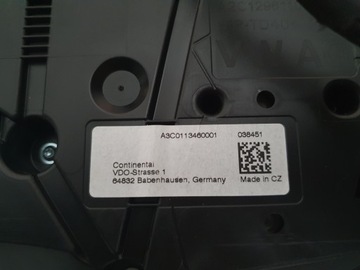 A3C0113460001 038451
Continental
VDO-Strasse 1
64832 Babenhausen, Germany
Made in CZ